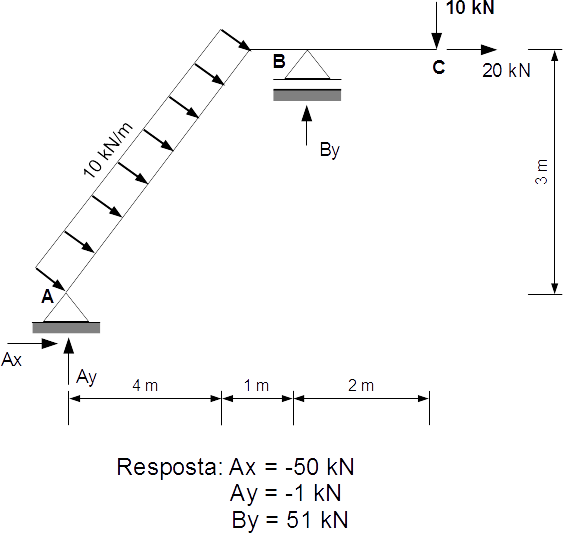 10 kN
B
C
20 kN
By
10 kN/m
3 m
A
Ax
Ay
4 m
1 m
2 m
Resposta: Ax = -50 kN
Ay = -1 kN
By = 51 kN